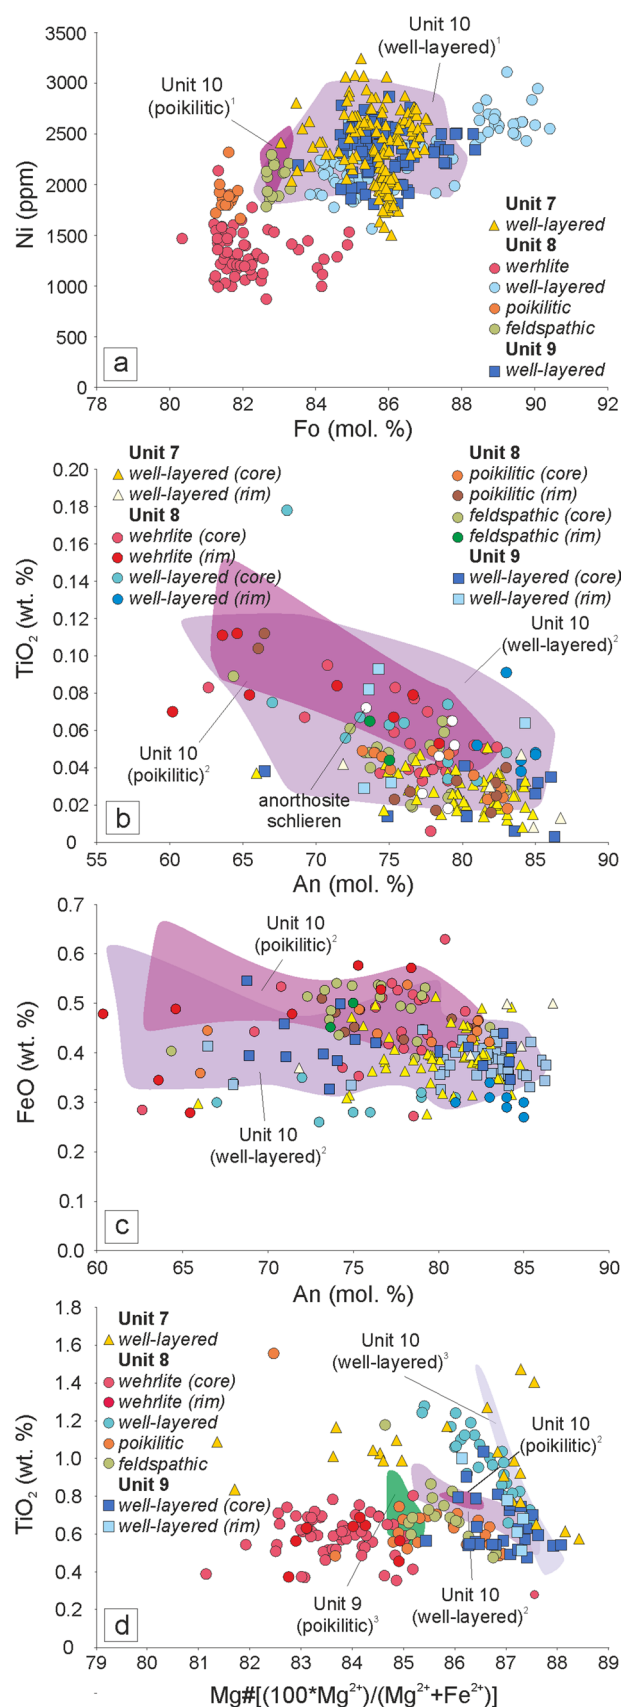 3500
3000
2500
2000
1500
1000
500
0
Ni (ppm)
Unit 10
(well-layered)1
Unit 10
(poikilitic)1
Unit 7
well-layered
Unit 8
werhlite
well-layered
poikilitic
feldspathic
Unit 9
well-layered
a
78 80 82 84 86 88 90 92
Fo (mol. %)
Unit 7
well-layered (core)
well-layered (rim)
Unit 8
wehrlite (core)
wehrlite (rim)
well-layered (core)
well-layered (rim)
Unit 8
poikilitic (core)
poikilitic (rim)
feldspathic (core)
feldspathic (rim)
Unit 9
well-layered (core)
well-layered (rim)
0.20
0.18
0.16
0.14
0.12
0.10
0.08
0.06
0.04
0.02
0
TiO2 (wt. %)
Unit 10
(well-layered)2
Unit 10
(poikilitic)2
anorthosite
schlieren
b
55 60 65 70 75 80 85 90
An (mol. %)
0.7
0.6
0.5
0.4
0.3
0.2
0.1
0.0
FeO (wt. %)
Unit 10
(poikilitic)2
Unit 10
(well-layered)2
c
60 65 70 75 80 85 90
An (mol. %)
1.8
1.6
1.4
1.2
1.0
0.8
0.6
0.4
0.2
0
TiO2 (wt. %)
Unit 7
well-layered
Unit 8
wehrlite (core)
wehrlite (rim)
well-layered
poikilitic
feldspathic
Unit 9
well-layered (core)
well-layered (rim)
Unit 10
(well-layered)3
Unit 10
(poikilitic)2
Unit 9
(poikilitic)3
Unit 10
(well-layered)2
d
79 80 81 82 83 84 85 86 87 88 89
Mg#[(100*Mg2+)/(Mg2++Fe2+)]